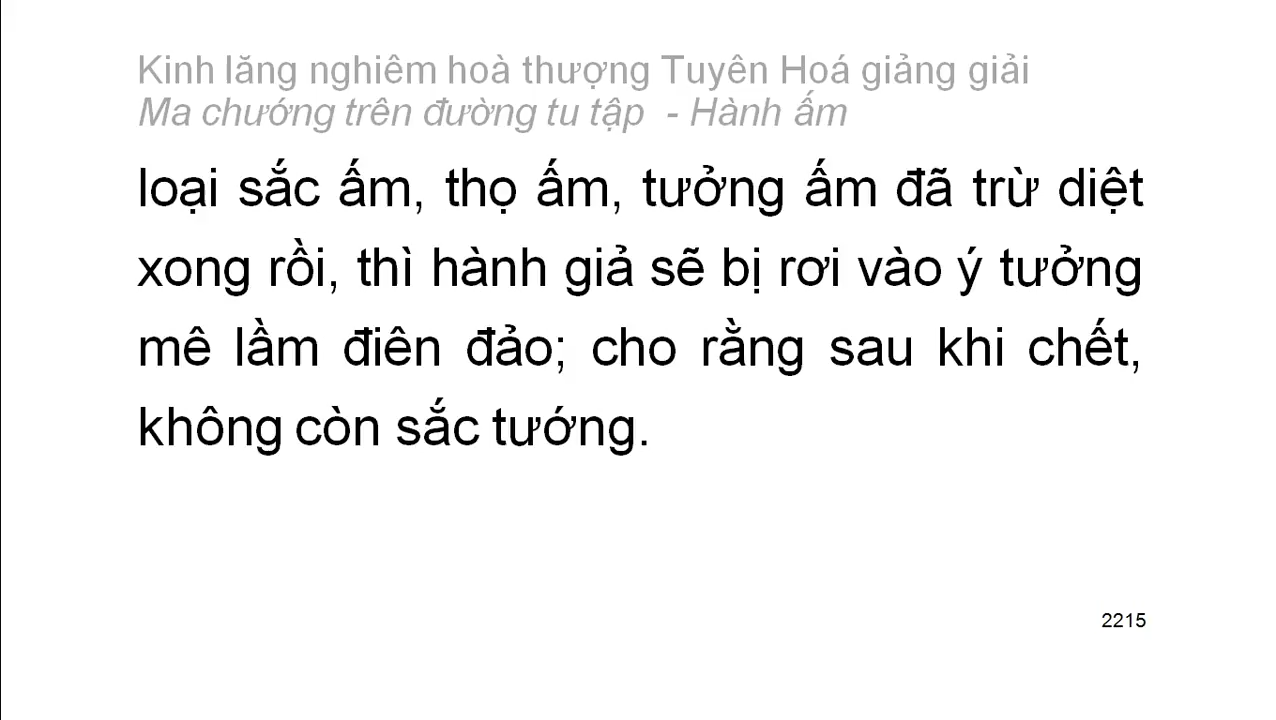 Kinh lăng nghiêm hoà thượng Tuyên Hoá giảng giải
Ma chướng trên đường tu tập - Hành ấm
loại sắc ấm, thọ ấm, tưởng ấm đã trừ diệt
xong rồi, thì hành giả sẽ bị rơi vào ý tưởng
mê lầm điên đảo; cho rằng sau khi chết,
không còn sắc tướng.
2215